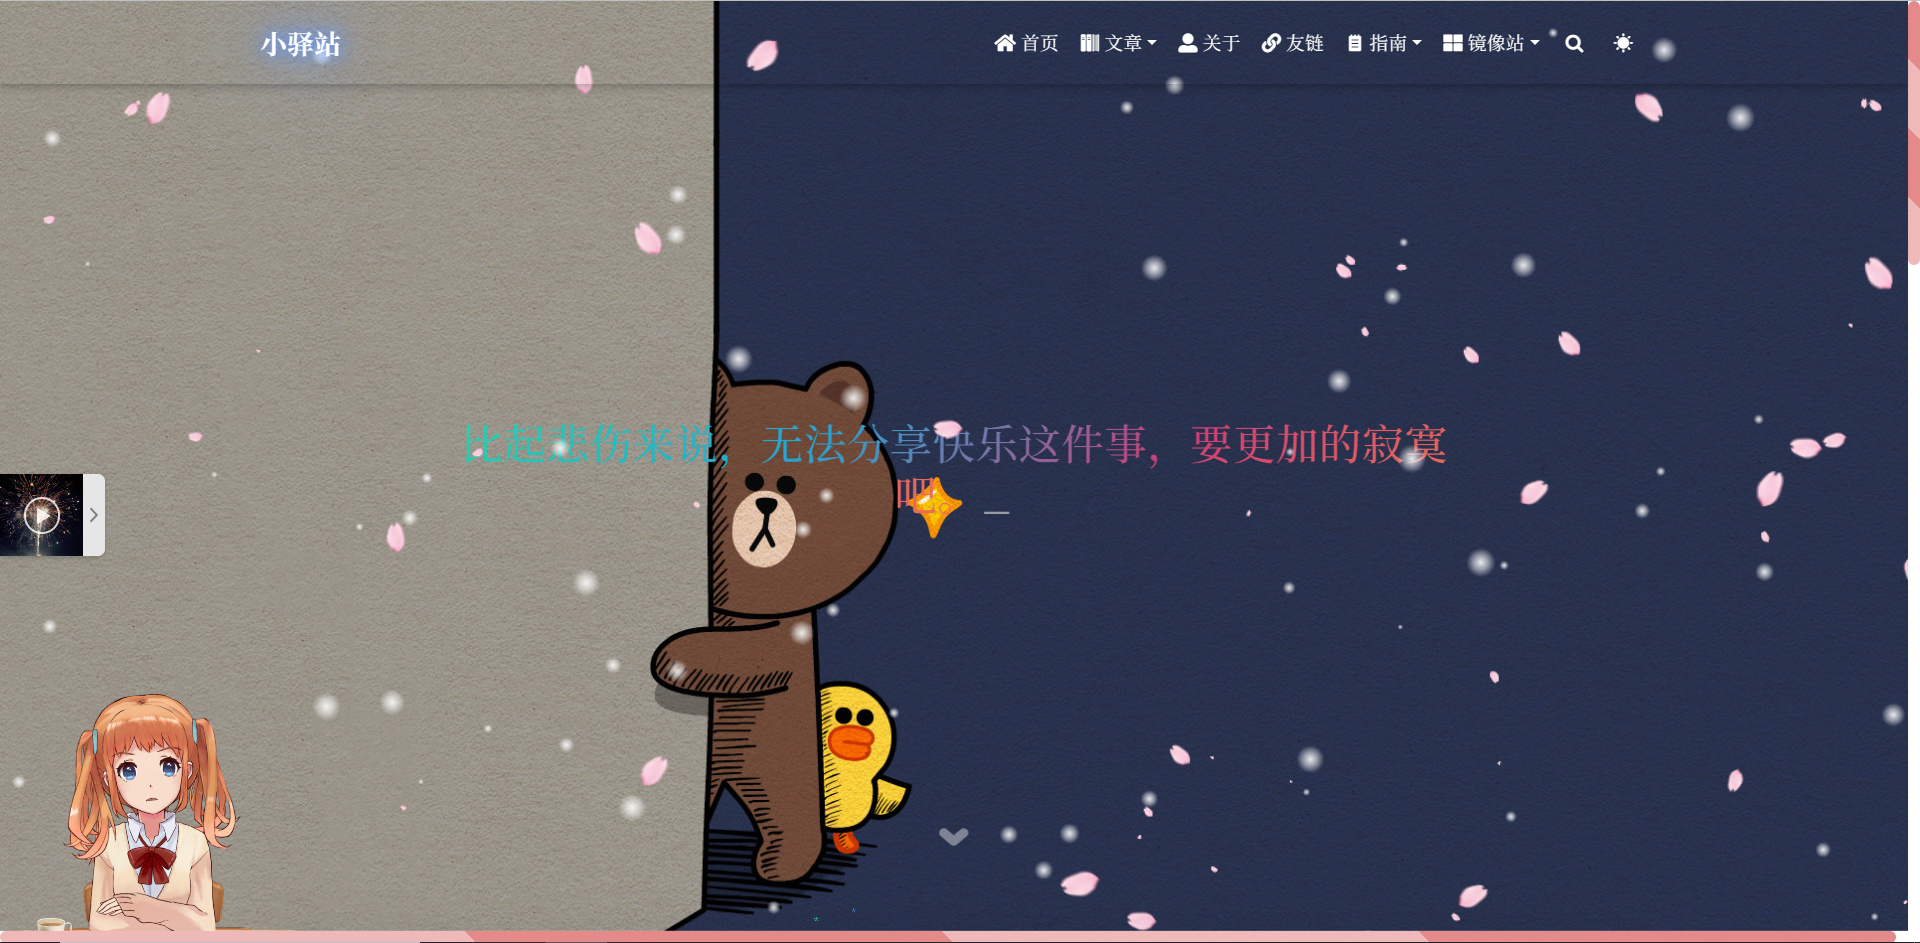 小驿站
首页 文章 关于 友链 指南 镜像站
比起悲伤来说，无法分享快乐这件事，要更加的寂寞
吧